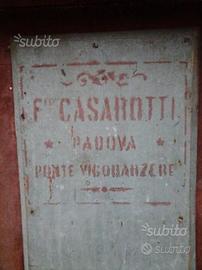 subito
F.lli CASAROTTI
PADOVA
PONTE VIGODARZERE
subito
subito